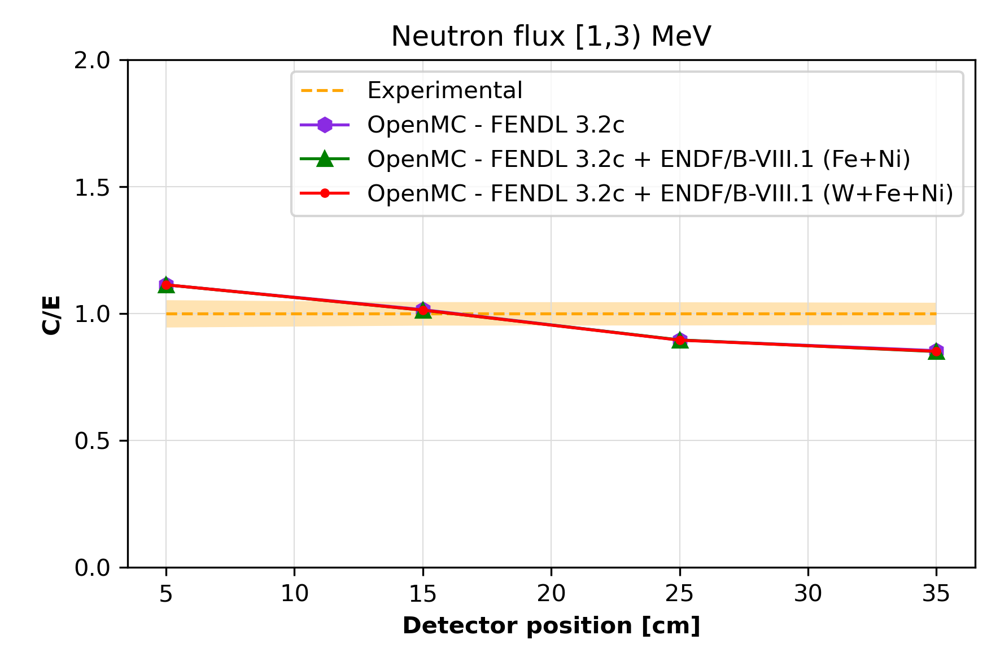 Neutron flux [1,3) MeV
2.0
1.5
1.0
0.5
0.0
C/E
Experimental
OpenMC - FENDL 3.2c
OpenMC - FENDL 3.2c + ENDF/B-VIII.1 (Fe+Ni)
OpenMC - FENDL 3.2c + ENDF/B-VIII.1 (W+Fe+Ni)
5 10 15 20 25 30 35
Detector position [cm]